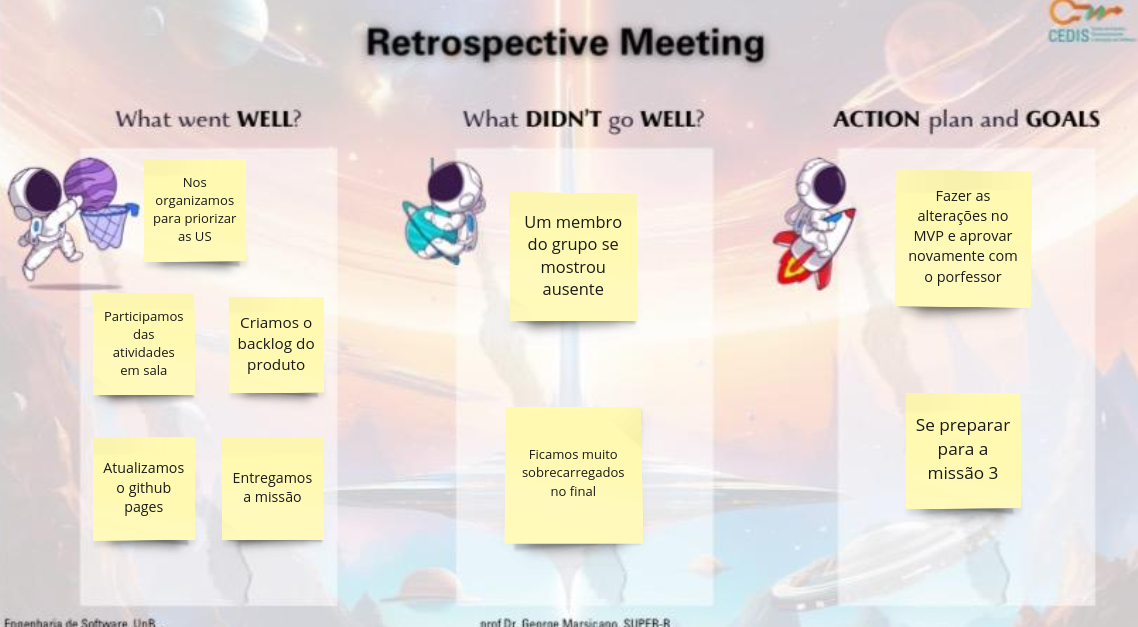 Retrospective Meeting
CEDIS
What went WELL?
Nos
organizamos
para priorizar
as US
Participamos
das
atividades
em sala
Criamos o
backlog do
produto
Atualizamos
o github
pages
Entregamos
a missão
What DIDN'T go WELL?
Um membro
do grupo se
mostrou
ausente
Ficamos muito
sobrecarregados
no final
ACTION plan and GOALS
Fazer as
alterações no
MVP e aprovar
novamente com
o porfessor
Se preparar
para a
missão 3
Engenharia de Software, UnB
prof Dr. George Marsicano, SUPER-R